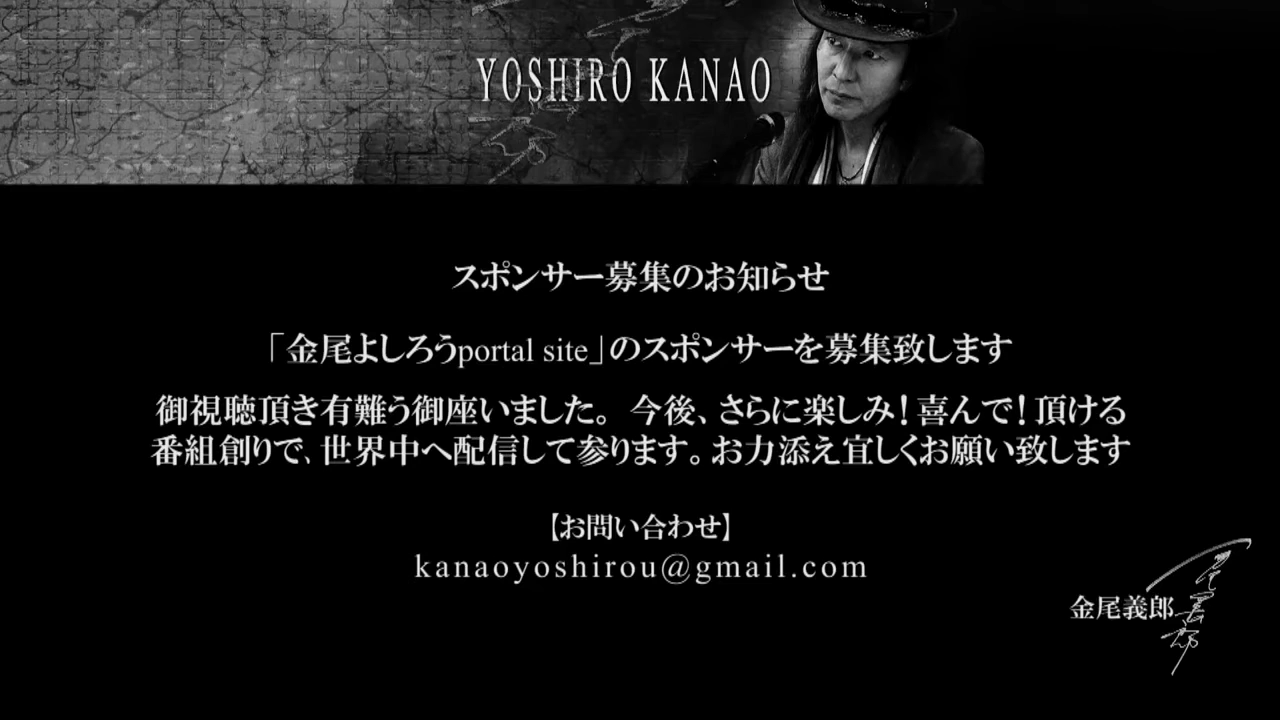 YOSHIRO KANAO
スポンサー募集のお知らせ
「金尾よしろうportal site」のスポンサーを募集致します
御視聴頂き有難う御座いました。今後、さらに楽しみ！喜んで！頂ける
番組創りで、世界中へ配信して参ります。お力添え宜しくお願い致します
【お問い合わせ】
kanaoyoshirou@gmail.com
金尾義郎